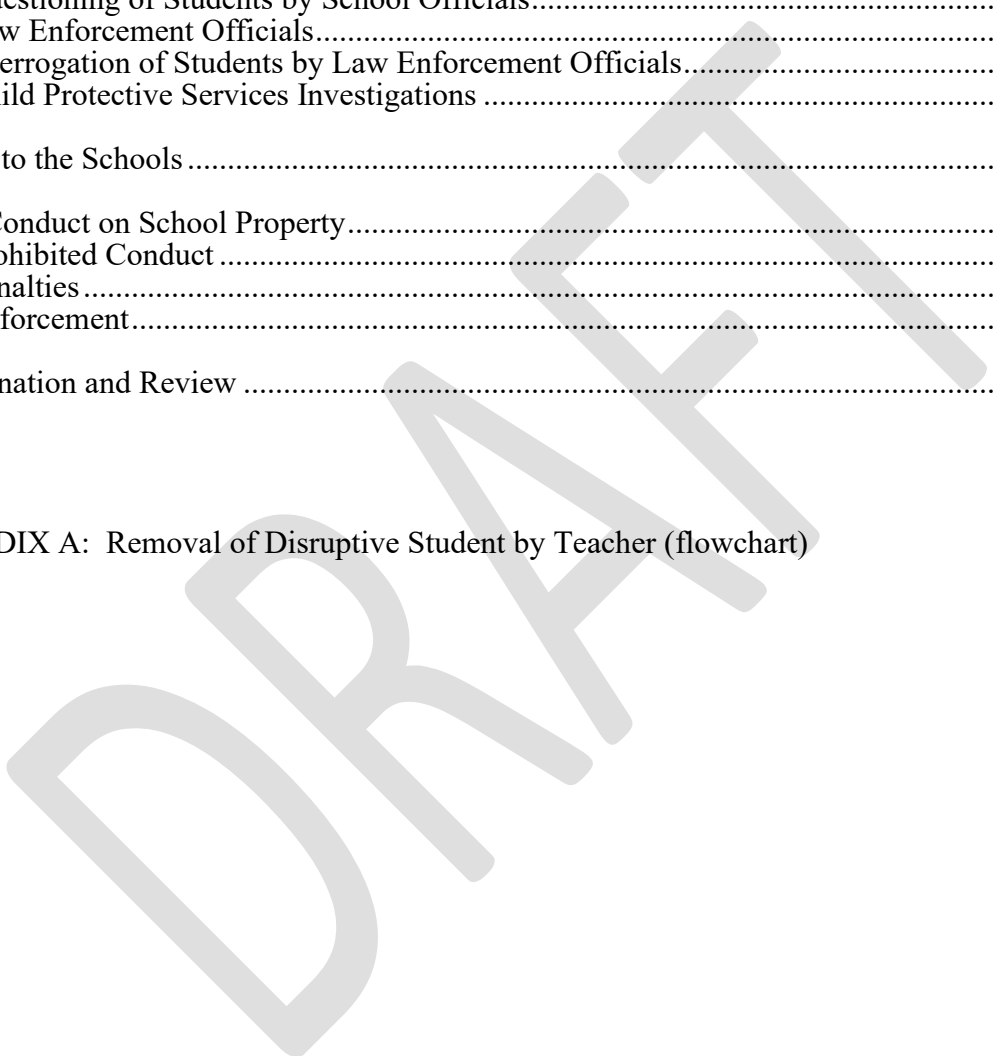 estioning of Students by School Officials....................................................
w Enforcement Officials....................................................
errogation of Students by Law Enforcement Officials....................................................
ild Protective Services Investigations ....................................................
to the Schools ....................................................
Conduct on School Property....................................................
ohibited Conduct ....................................................
nalties ....................................................
forcement....................................................
nation and Review ....................................................
DIX A: Removal of Disruptive Student by Teacher (flowchart)
DRAFT